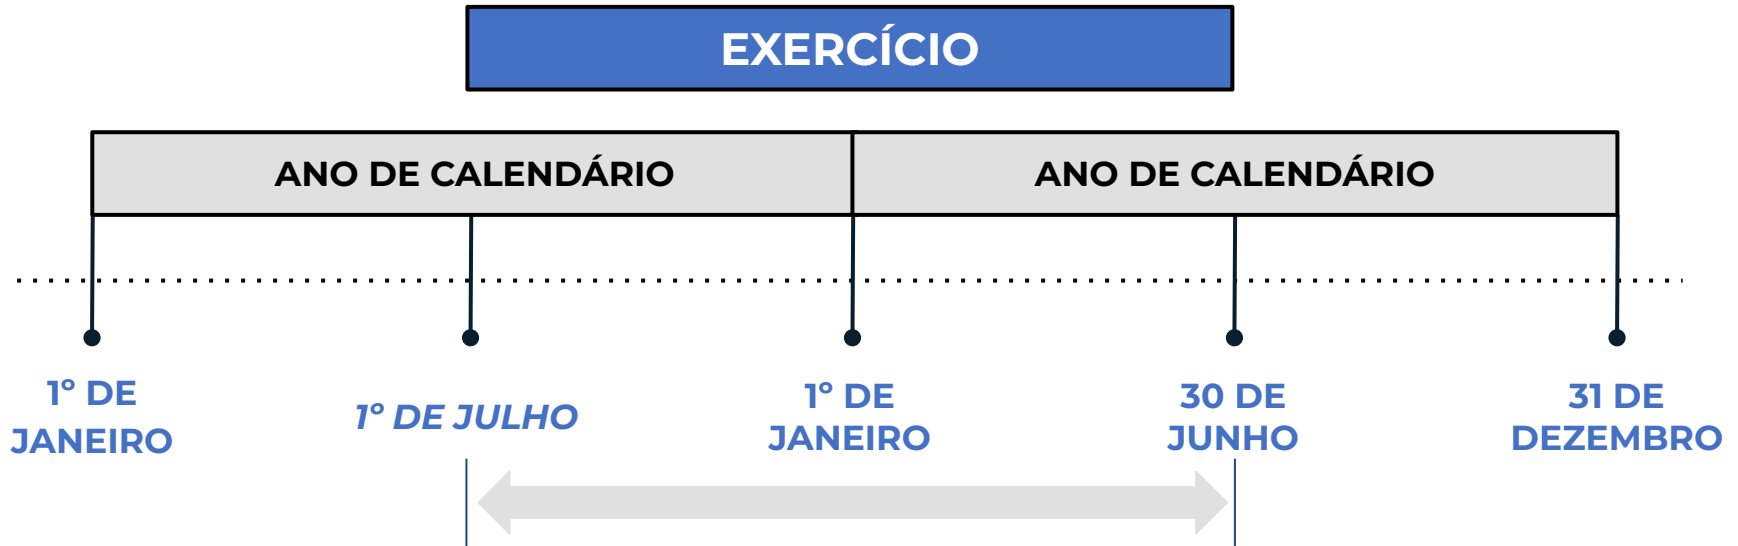 EXERCÍCIO
ANO DE CALENDÁRIO
ANO DE CALENDÁRIO
1º DE
JANEIRO
1º DE JULHO
1º DE
JANEIRO
30 DE
JUNHO
31 DE
DEZEMBRO